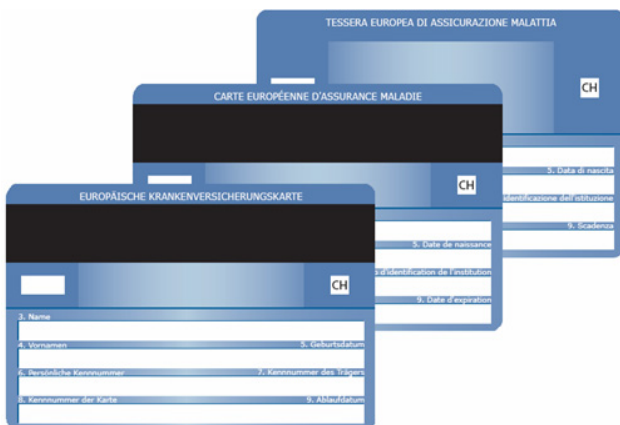 TESSERA EUROPEA DI ASSICURAZIONE MALATTIA
CH
5. Data di nascita
identificazione dell'istituzione
9. Scadenza
CARTE EUROPÉENNE D'ASSURANCE MALADIE
CH
5. Date de naissance
d'identification de l'institution
9. Date d'expiration
EUROPÄISCHE KRANKENVERSICHERUNGSKARTE
CH
3. Name
4. Vornamen 5. Geburtsdatum
6. Persönliche Kennnummer 7. Kennnummer des Trägers
8. Kennnummer der Karte 9. Ablaufdatum